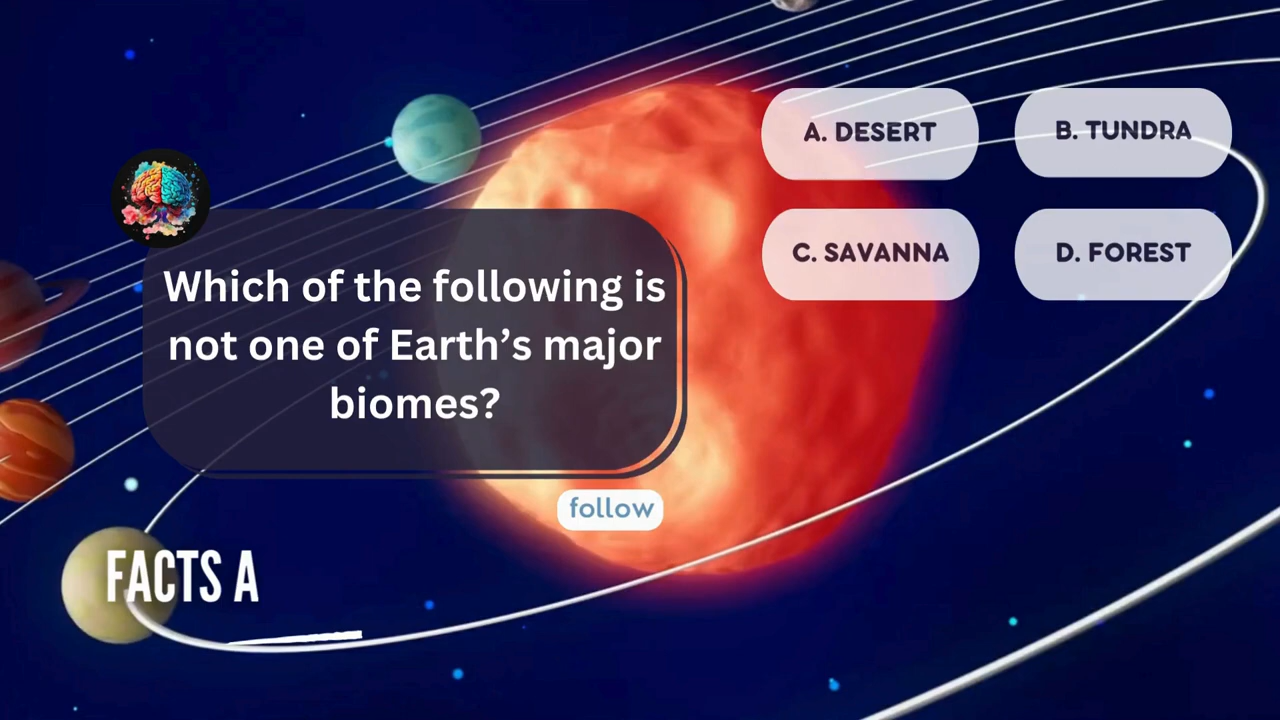 Which of the following is
not one of Earth’s major
biomes?
A. DESERT
B. TUNDRA
C. SAVANNA
D. FOREST
follow
FACTS A